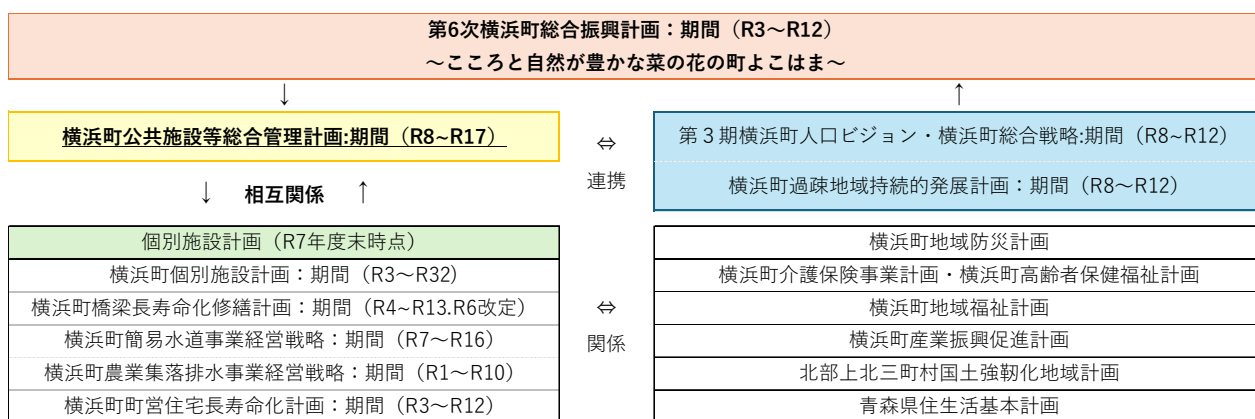 第6次横浜町総合振興計画：期間（R3～R12）
～こころと自然が豊かな菜の花の町よこはま～
↓
↑
横浜町公共施設等総合管理計画:期間（R8~R17）
↓ 相互関係 ↑
⇔
連携
第３期横浜町人口ビジョン・横浜町総合戦略:期間（R8~R12）
横浜町過疎地域持続的発展計画：期間（R8～R12）
個別施設計画（R7年度末時点）
横浜町個別施設計画：期間（R3～R32）
横浜町橋梁長寿命化修繕計画：期間（R4~R13.R6改定）
横浜町簡易水道事業経営戦略：期間（R7～R16）
横浜町農業集落排水事業経営戦略：期間（R1～R10）
横浜町町営住宅長寿命化計画：期間（R3～R12）
⇔
関係
横浜町地域防災計画
横浜町介護保険事業計画・横浜町高齢者保健福祉計画
横浜町地域福祉計画
横浜町産業振興促進計画
北部上北三町村国土強靱化地域計画
青森県住生活基本計画